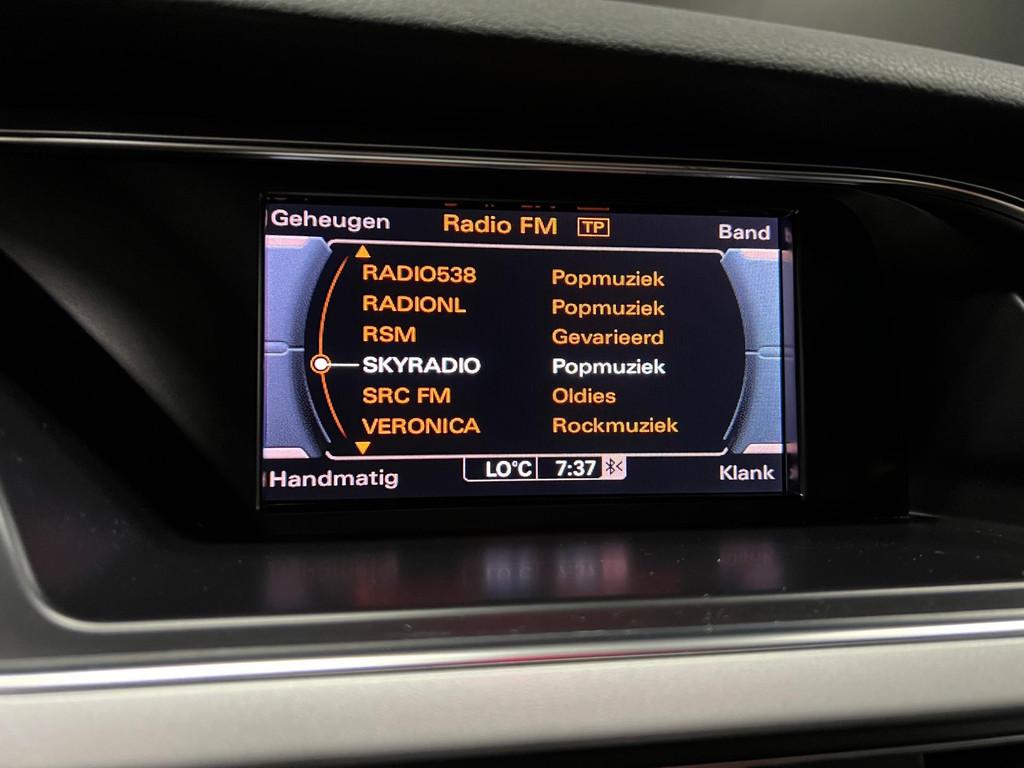 Geheugen Radio FM TP Band
RADIO538 Popmuziek
RADIONL Popmuziek
RSM Gevarieerd
SKYRADIO Popmuziek
SRC FM Oldies
VERONICA Rockmuziek
Handmatig LO°C 7:37 Klank